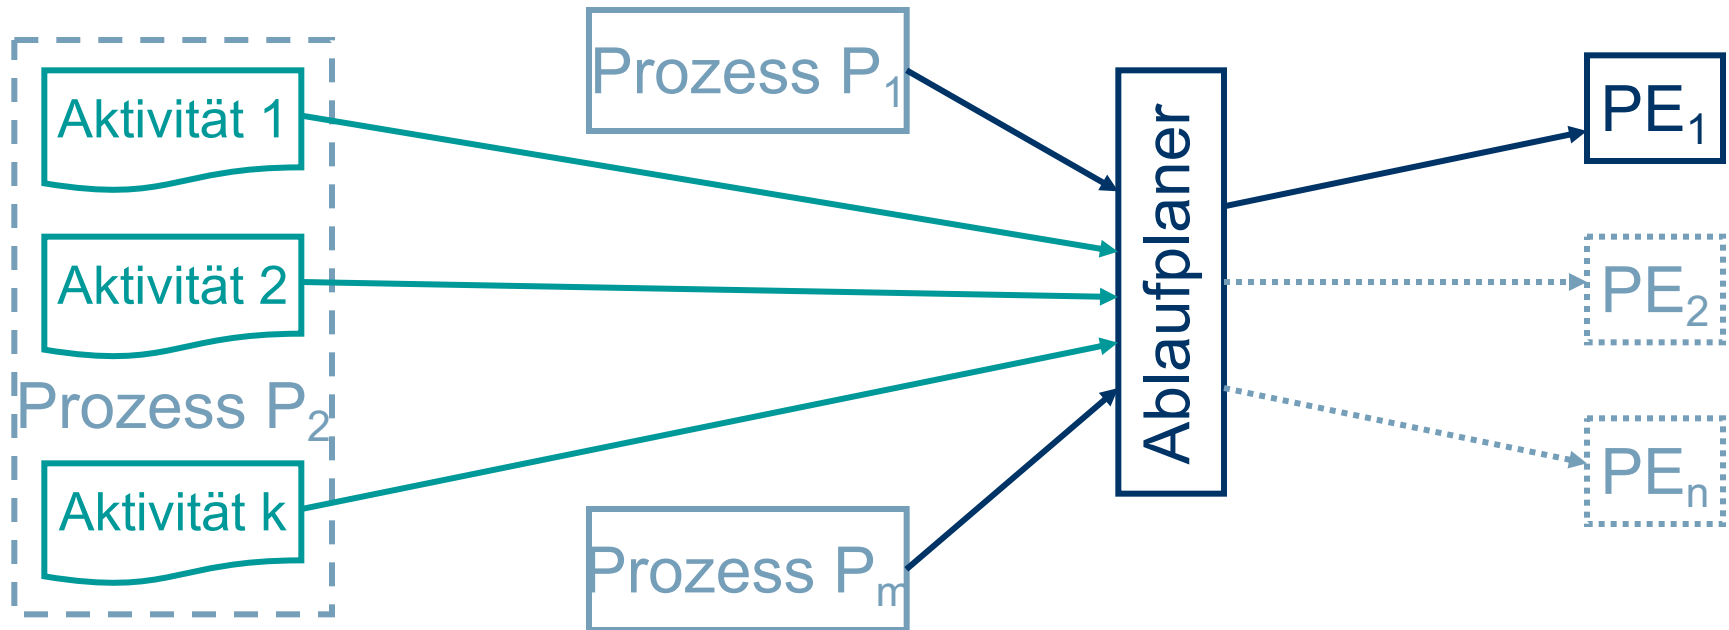 Aktivität 1
Aktivität 2
Prozess P2
Aktivität k
Prozess P1
Prozess Pm
Ablaufplaner
PE1
PE2
PEn